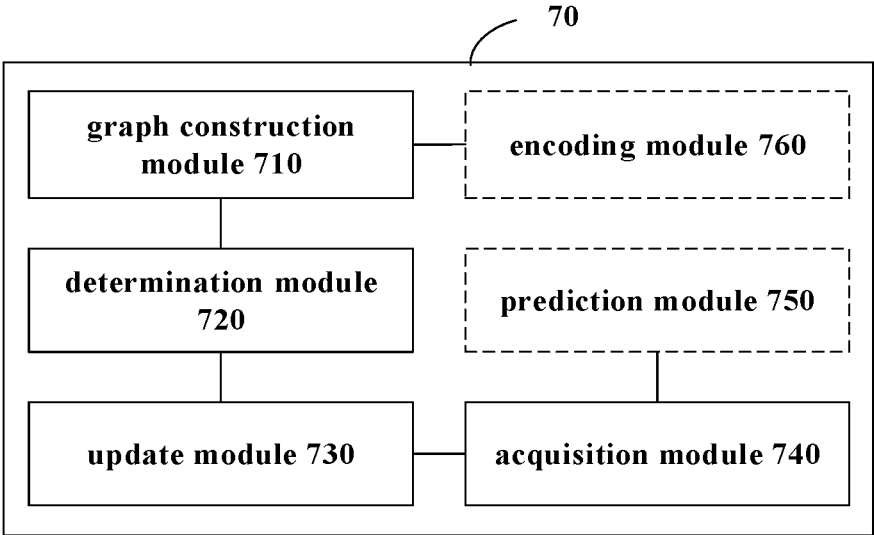 70
graph construction
module 710
encoding module 760
determination module
720
prediction module 750
update module 730
acquisition module 740